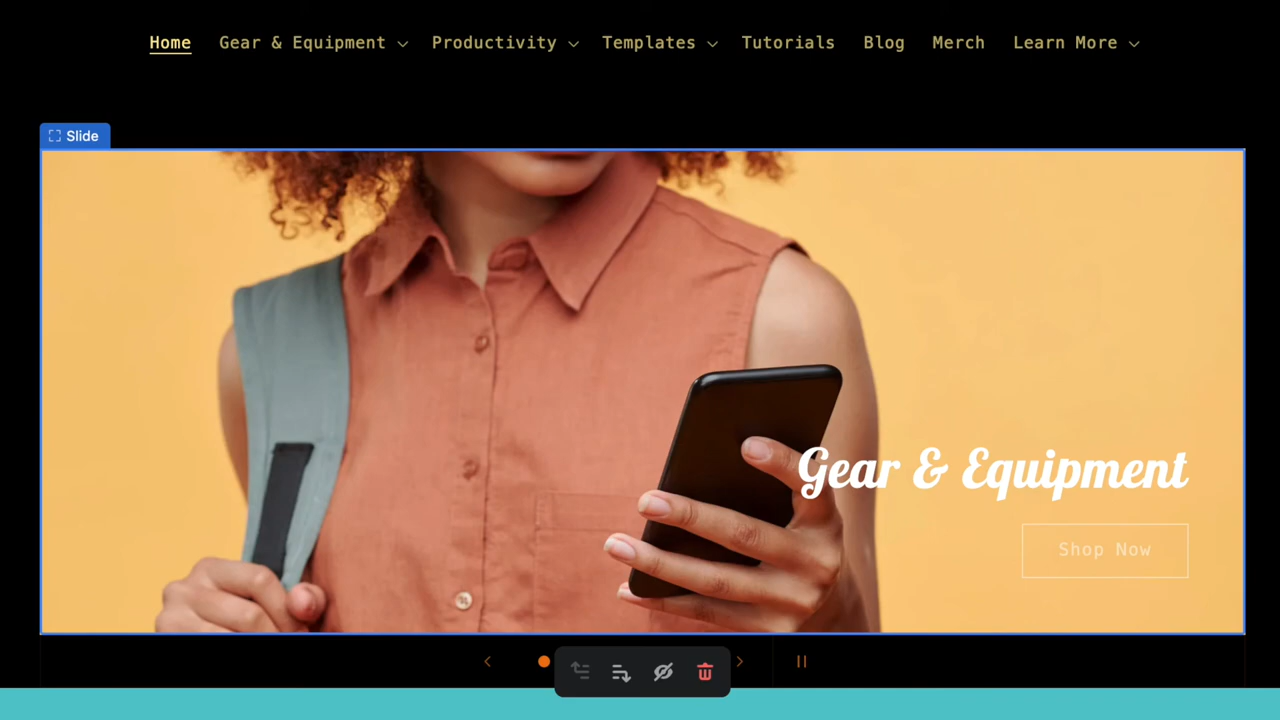 Home Gear & Equipment Productivity Templates Tutorials Blog Merch Learn More
Slide
Gear & Equipment
Shop Now